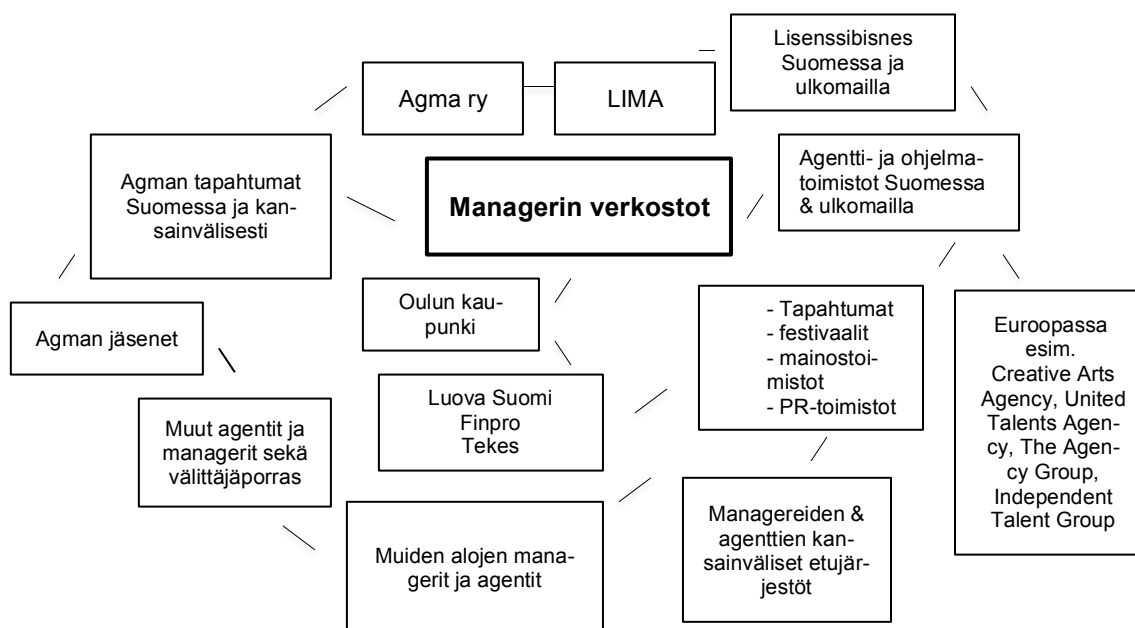 Lisenssibisnes
Suomessa ja
ulkomailla
Agma ry
LIMA
Agman tapahtumat
Suomessa ja kan-
sainvälisesti
Managerin verkostot
Agentti- ja ohjelma-
toimistot Suomessa
& ulkomailla
Oulun kau-
punki
- Tapahtumat
- festivaalit
- mainostoi-
mistot
- PR-toimistot
Euroopassa
esim.
Creative Arts
Agency, United
Talents Agen-
cy, The Agen-
cy Group,
Independent
Talent Group
Agman jäsenet
Luova Suomi
Finpro
Tekes
Muut agentit ja
managerit sekä
välittäjäporras
Muiden alojen mana-
gerit ja agentit
Managereiden &
agenttien kan-
sainväliset etujär-
jestöt